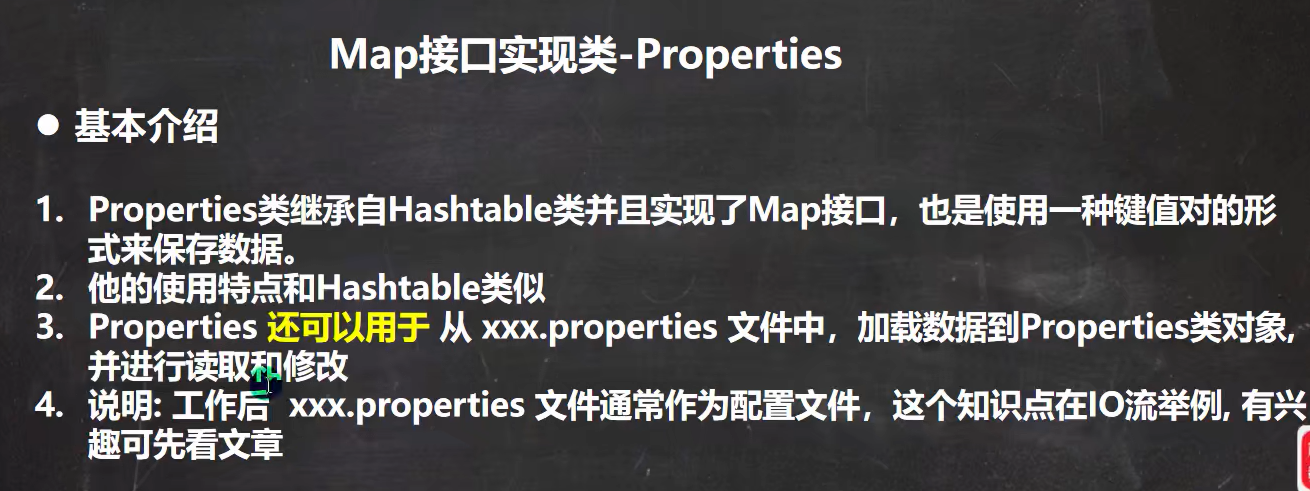 Map接口实现类-Properties
● 基本介绍
1. Properties类继承自Hashtable类并且实现了Map接口，也是使用一种键值对的形
式来保存数据。
2. 他的使用特点和Hashtable类似
3. Properties 还可以用于 从 xxx.properties 文件中，加载数据到Properties类对象,
并进行读取和修改
4. 说明: 工作后 xxx.properties 文件通常作为配置文件，这个知识点在IO流举例, 有兴
趣可先看文章